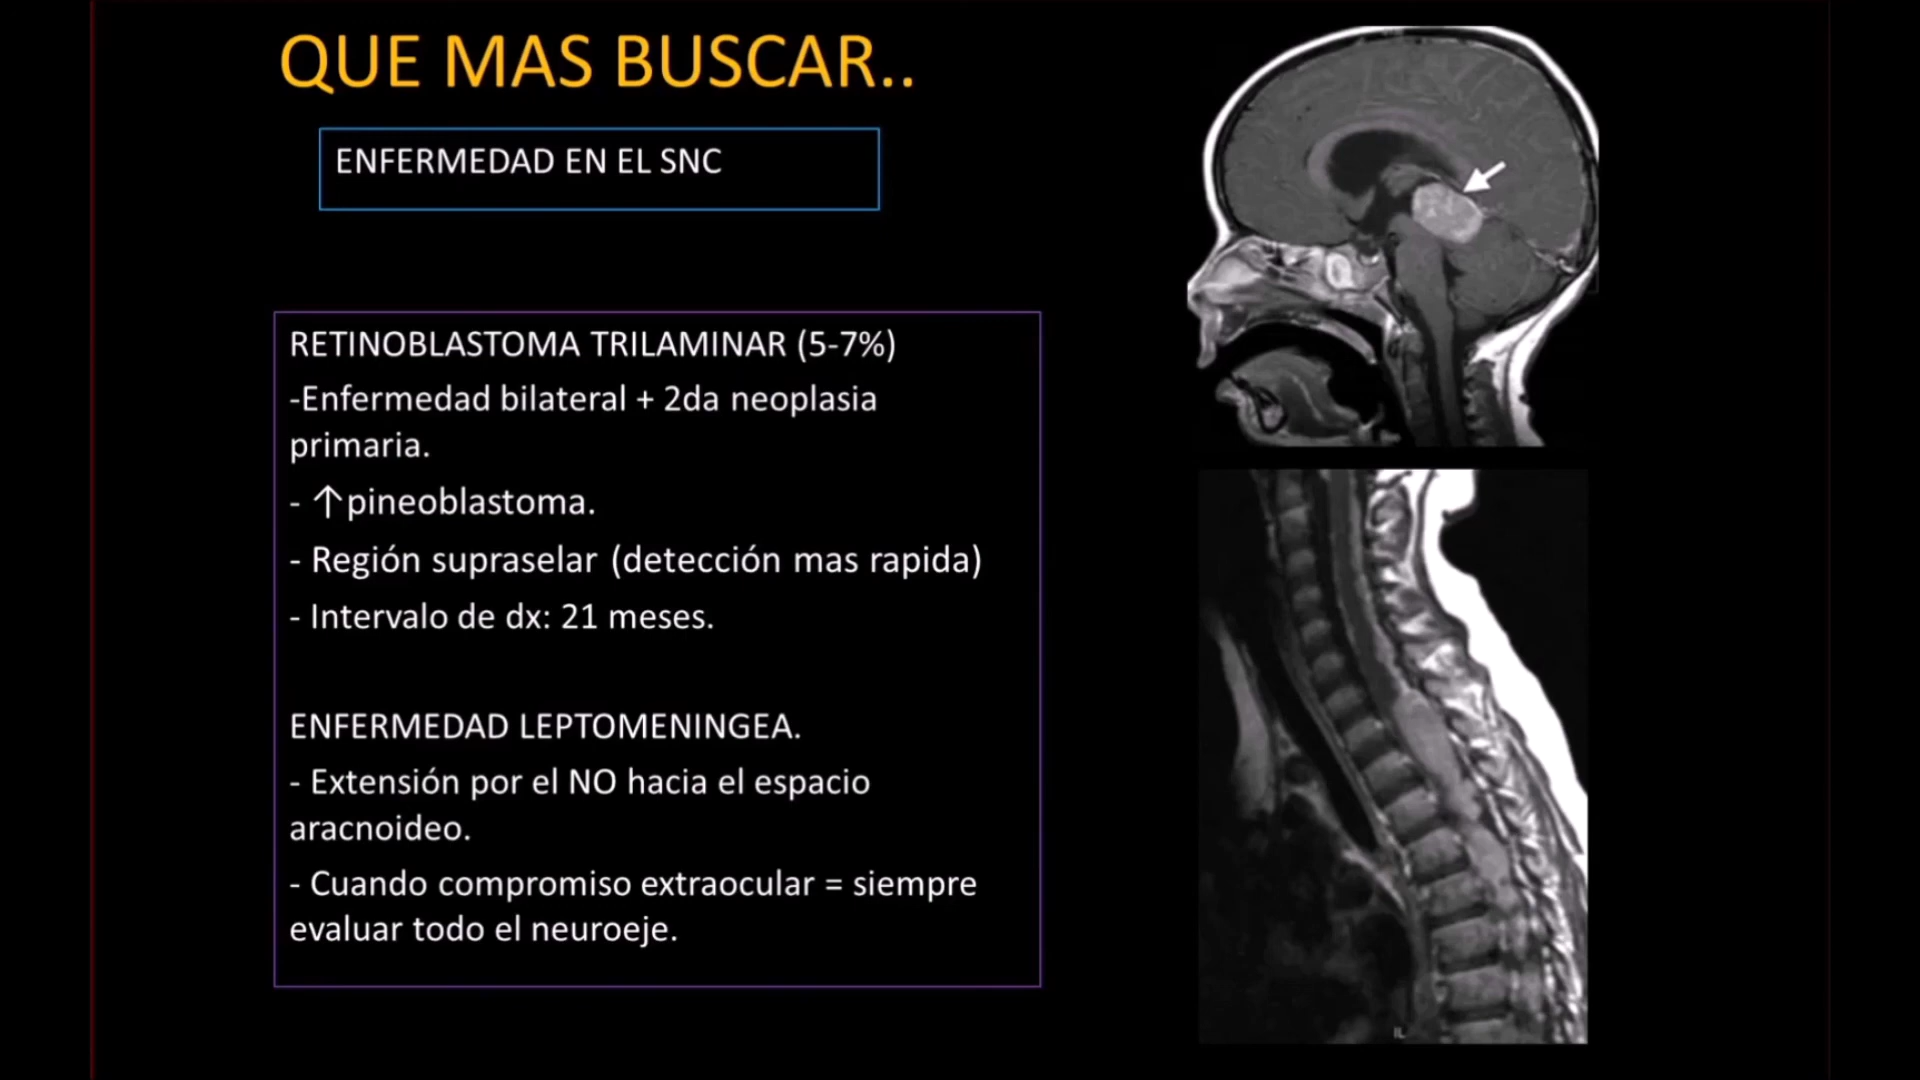 QUE MAS BUSCAR..
ENFERMEDAD EN EL SNC
RETINOBLASTOMA TRILAMINAR (5-7%)
-Enfermedad bilateral + 2da neoplasia
primaria.
- ↑pineoblastoma.
- Región supraselar (detección mas rapida)
- Intervalo de dx: 21 meses.
ENFERMEDAD LEPTOMENINGEA.
- Extensión por el NO hacia el espacio
aracnoideo.
- Cuando compromiso extraocular = siempre
evaluar todo el neuroeje.